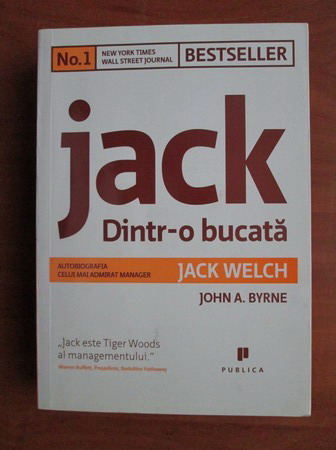 No.1
NEW YORK TIMES
WALL STREET JOURNAL
BESTSELLER
jack
Dintr-o bucată
AUTOBIOGRAFIA
CELUI MAI ADMIRAT MANAGER
JACK WELCH
JOHN A. BYRNE
„Jack este Tiger Woods
al managementului.”
Warren Buffett, Președinte, Berkshire Hathaway
PUBLICA